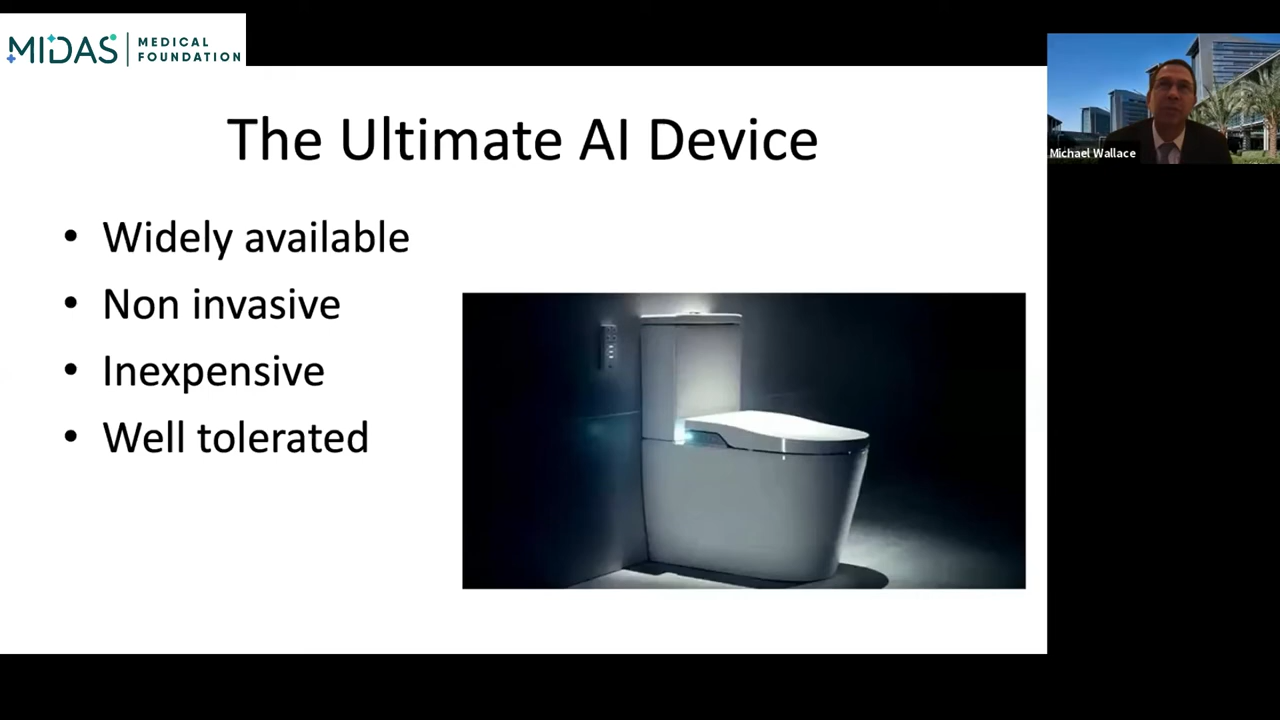 MIDAS
MEDICAL
FOUNDATION
The Ultimate AI Device
• Widely available
• Non invasive
• Inexpensive
• Well tolerated
Michael Wallace